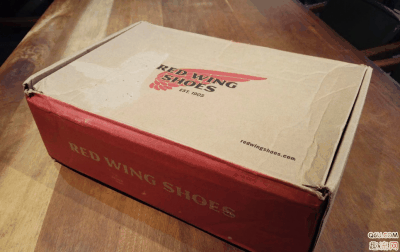 RED WING
SHOES
EST. 1905
redwingshoes.com
RED WING SHOES